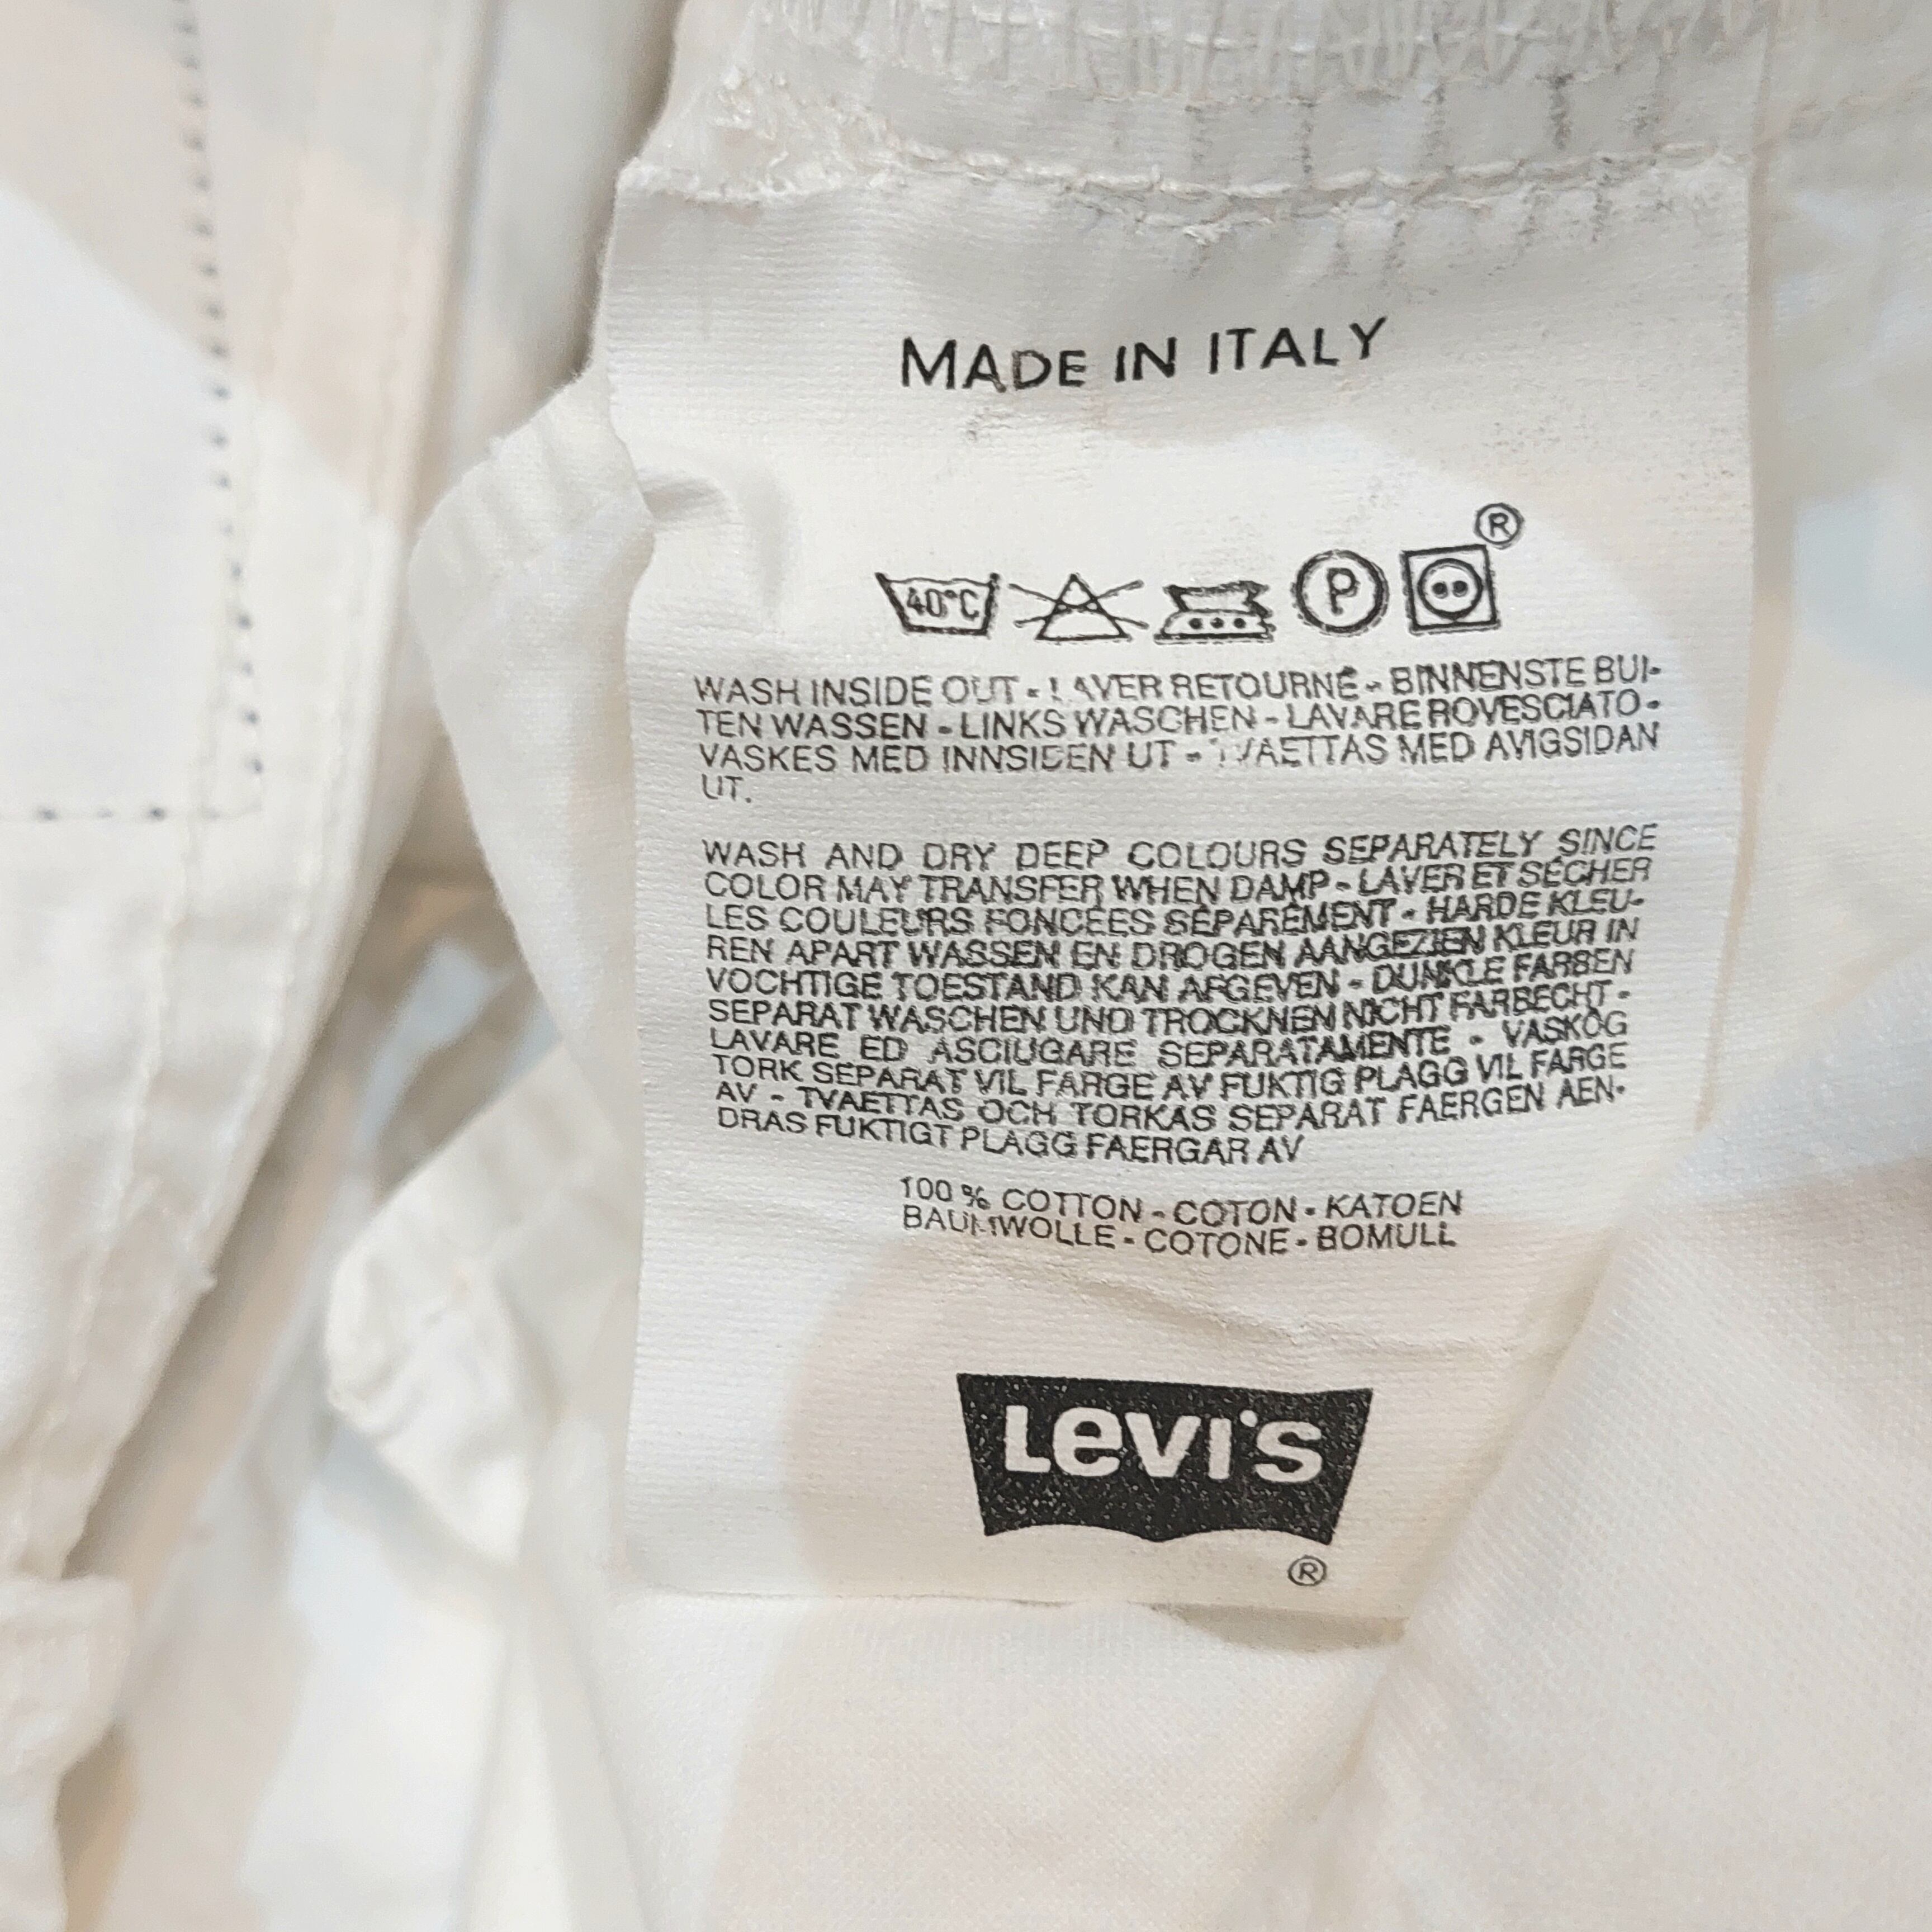 MADE IN ITALY
®
40°C P
WASH INSIDE OUT - LAVER RETOURNÉ - BINNENSTE BUI-
TEN WASSEN - LINKS WASCHEN - LAVARE ROVESCIATO -
VASKES MED INNSIDEN UT - TVAETTAS MED AVIGSIDAN
UT.
WASH AND DRY DEEP COLOURS SEPARATELY SINCE
COLOR MAY TRANSFER WHEN DAMP - LAVER ET SÉCHER
LES COULEURS FONCÉES SÉPARÉMENT - HARDE KLEU-
REN APART WASSEN EN DROGEN AANGEZIEN KLEUR IN
VOCHTIGE TOESTAND KAN AFGEVEN - DUNKLE FARBEN
SEPARAT WASCHEN UND TROCKNEN NICHT FARBECHT -
LAVARE ED ASCIUGARE SEPARATAMENTE - VASKOG
TORK SEPARAT VIL FARGE AV FUKTIG PLAGG VIL FARGE
AV - TVAETTAS OCH TORKAS SEPARAT FAERGEN AEN-
DRAS FUKTIGT PLAGG FAERGAR AV
100 % COTTON - COTON - KATOEN
BAUMWOLLE - COTONE - BOMULL
LEVI'S
®